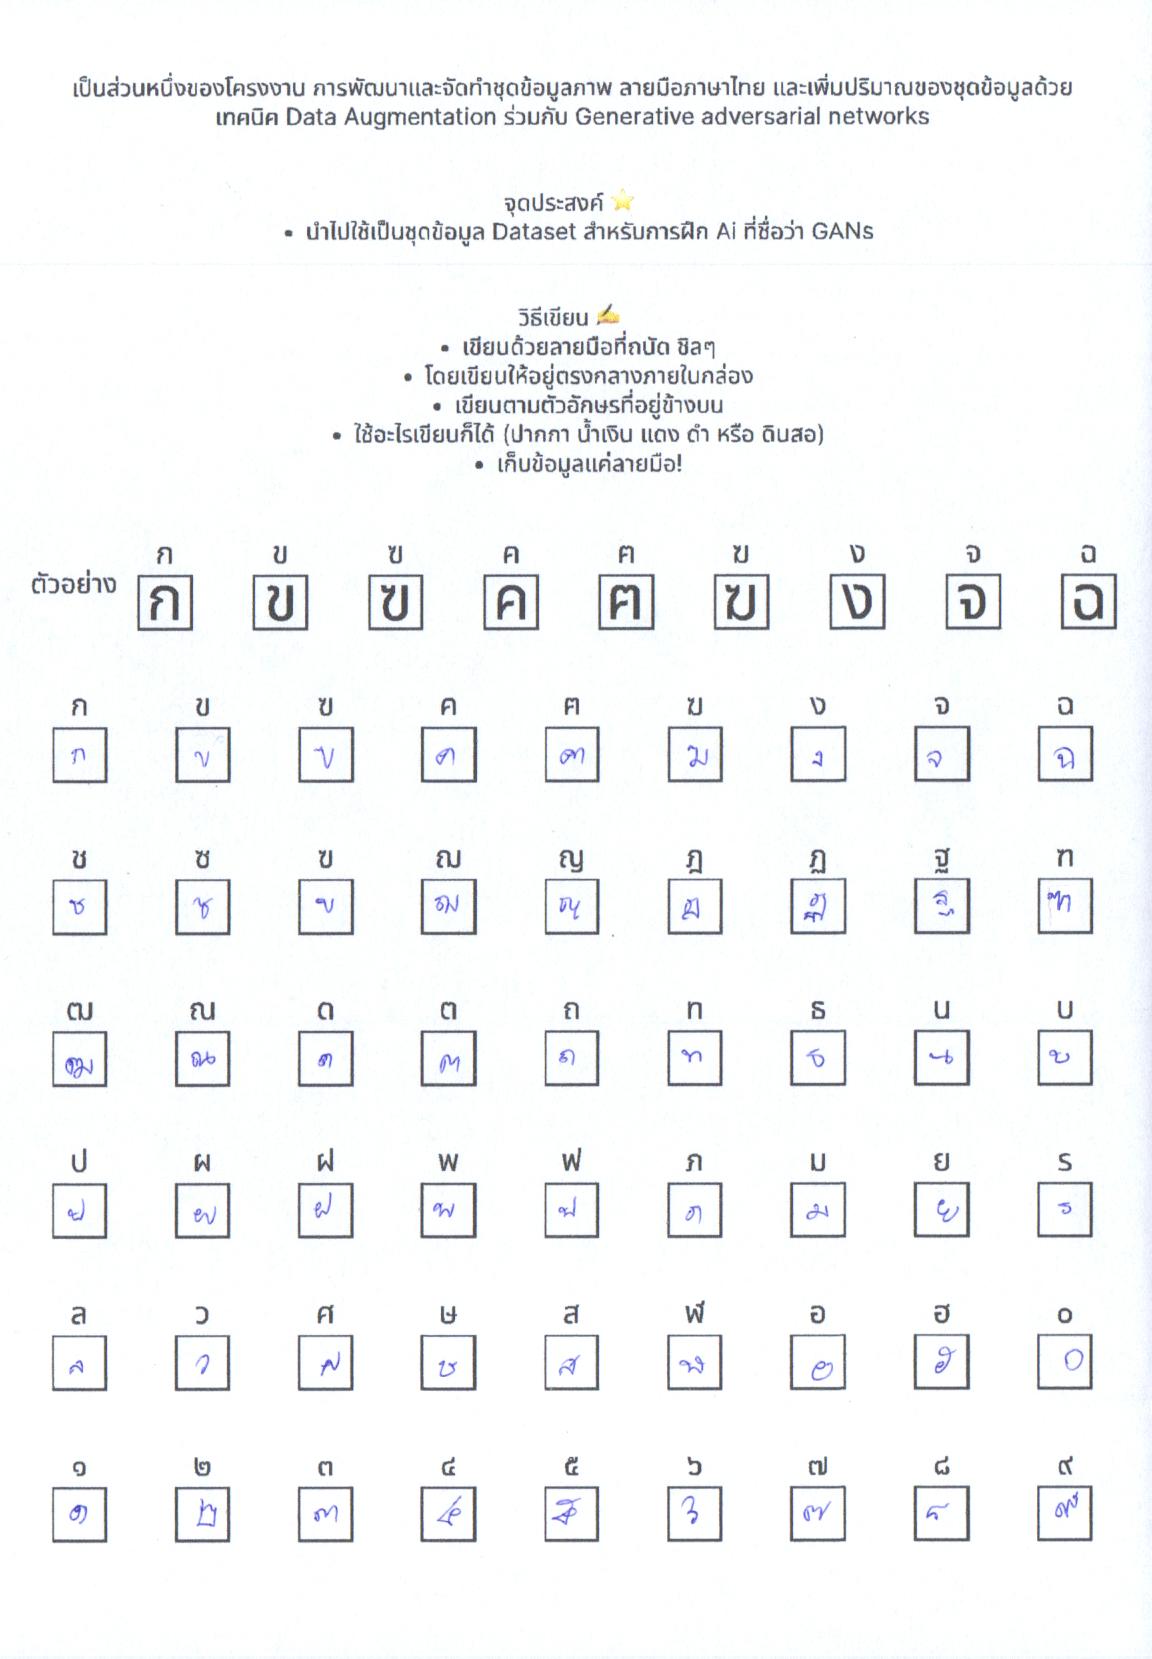 เป็นส่วนหนึ่งของโครงงาน การพัฒนาและจัดทำชุดข้อมูลภาพ ลายมือภาษาไทย และเพิ่มปริมาณของชุดข้อมูลด้วย
เทคนิค Data Augmentation ร่วมกับ Generative adversarial networks
จุดประสงค์ ⭐
• นำไปใช้เป็นชุดข้อมูล Dataset สำหรับการฝึก Ai ที่ชื่อว่า GANs
วิธีเขียน ✍
• เขียนด้วยลายมือที่ถนัด ชิลๆ
• โดยเขียนให้อยู่ตรงกลางภายในกล่อง
• เขียนตามตัวอักษรที่อยู่ข้างบน
• ใช้อะไรเขียนก็ได้ (ปากกา น้ำเงิน แดง ดำ หรือ ดินสอ)
• เก็บข้อมูลแค่ลายมือ!
ก ข ฃ ค ฅ ฆ ง จ ฉ
ตัวอย่าง ก ข ฃ ค ฅ ฆ ง จ ฉ
ก ข ฃ ค ฅ ฆ ง จ ฉ
ก ข ฃ ค ฅ ฆ ง จ ฉ
ช ซ ฃ ฌ ญ ฎ ฏ ฐ ฑ
ช ซ ฃ ฌ ญ ฎ ฏ ฐ ฑ
ฒ ณ ด ต ถ ท ธ น บ
ฒ ณ ด ต ถ ท ธ น บ
ป ผ ฝ พ ฟ ภ ม ย ร
ป ผ ฝ พ ฟ ภ ม ย ร
ล ว ศ ษ ส ฬ อ ฮ ๐
ล ว ศ ษ ส ฬ อ ฮ ๐
๑ ๒ ๓ ๔ ๕ ๖ ๗ ๘ ๙
๑ ๒ ๓ ๔ ๕ ๖ ๗ ๘ ๙